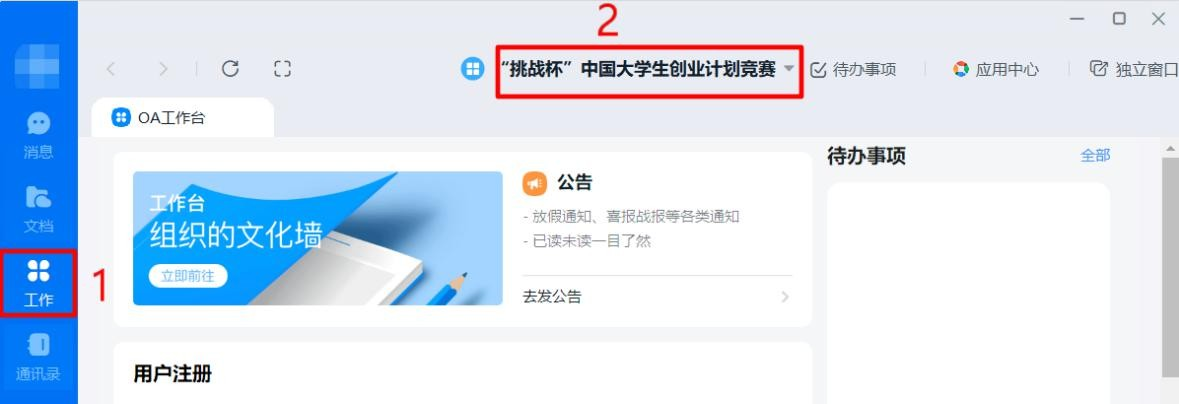 2
“挑战杯”中国大学生创业计划竞赛
待办事项
应用中心
独立窗口
OA工作台
消息
文档
1
工作
通讯录
工作台
组织的文化墙
立即前往
公告
- 放假通知、喜报战报等各类通知
- 已读未读一目了然
去发公告
待办事项
全部
用户注册